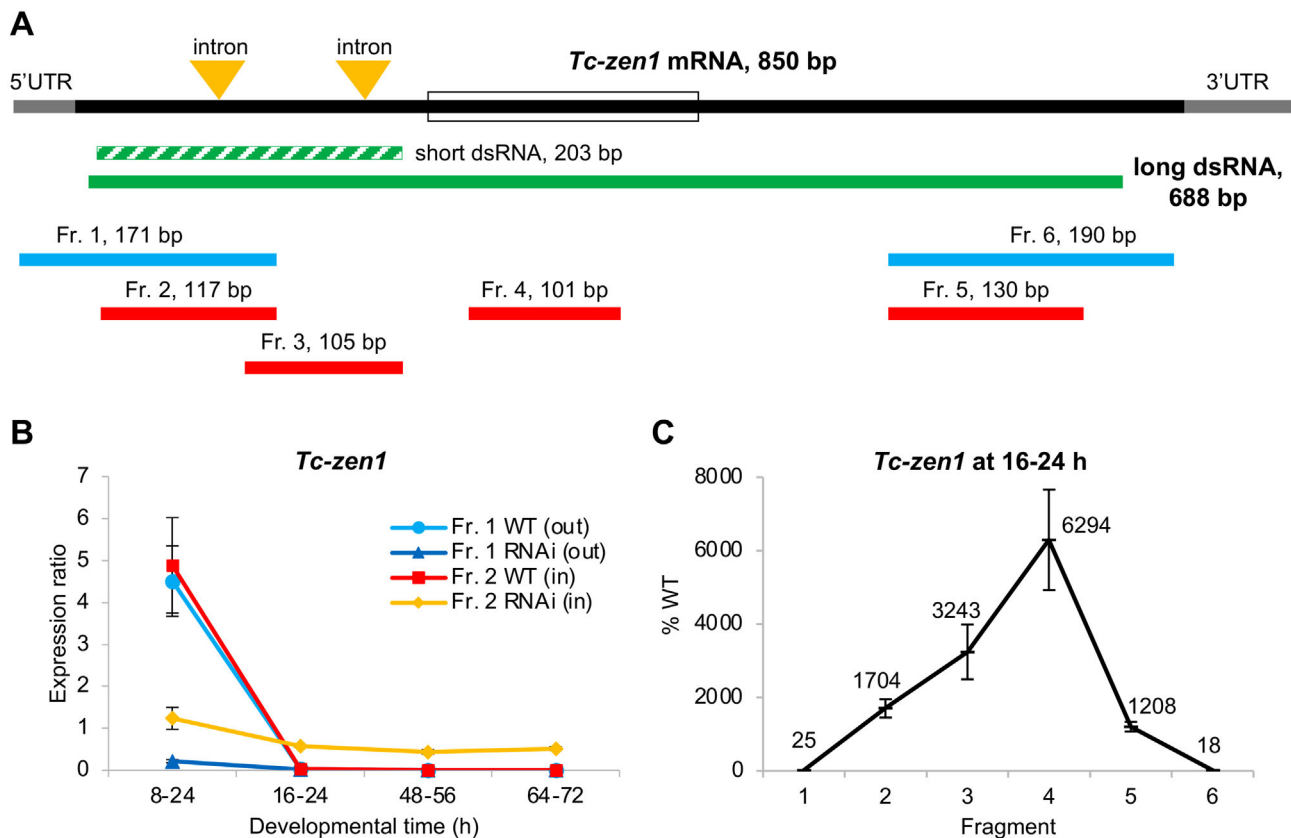 A
intron intron
Tc-zen1 mRNA, 850 bp
5’UTR 3’UTR
short dsRNA, 203 bp
long dsRNA,
688 bp
Fr. 1, 171 bp Fr. 6, 190 bp
Fr. 2, 117 bp Fr. 4, 101 bp Fr. 5, 130 bp
Fr. 3, 105 bp
B
Tc-zen1
Expression ratio
7
6
5
4
3
2
1
0
Fr. 1 WT (out)
Fr. 1 RNAi (out)
Fr. 2 WT (in)
Fr. 2 RNAi (in)
8-24 16-24 48-56 64-72
Developmental time (h)
C
Tc-zen1 at 16-24 h
% WT
8000
6000
4000
2000
0
25
1704
3243
6294
1208
18
1 2 3 4 5 6
Fragment